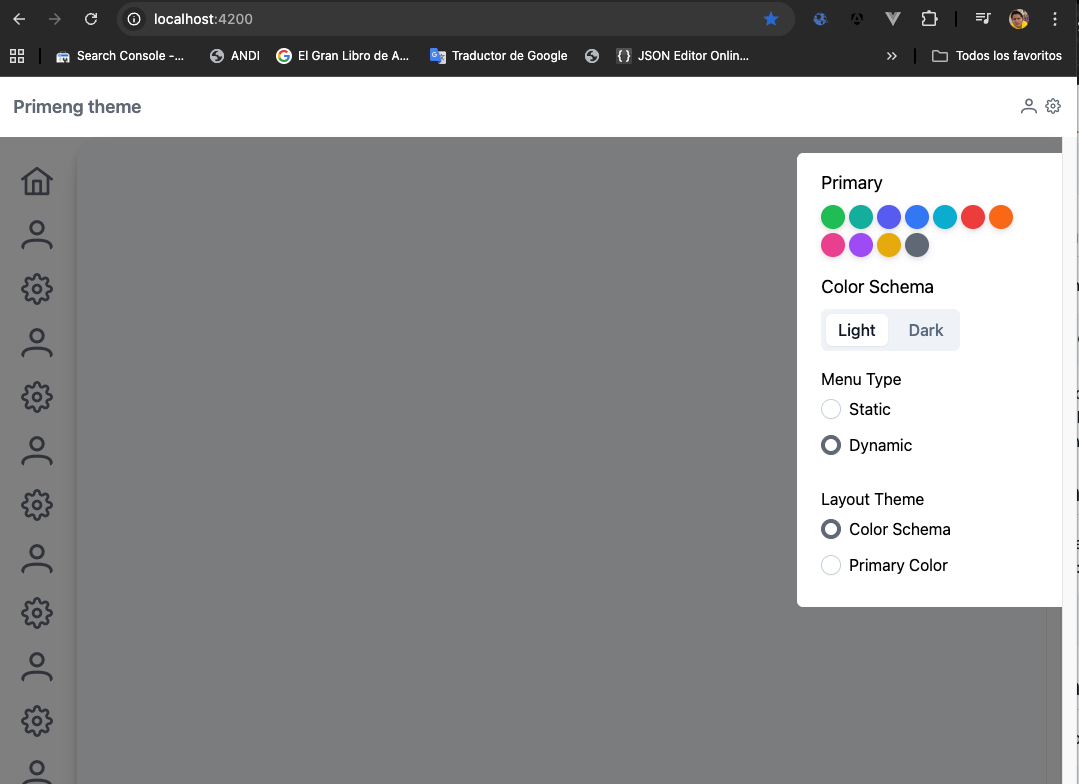 localhost:4200
Search Console -...
ANDI
El Gran Libro de A...
Traductor de Google
JSON Editor Onlin...
Todos los favoritos
Primeng theme
Primary
Color Schema
Light Dark
Menu Type
Static
Dynamic
Layout Theme
Color Schema
Primary Color